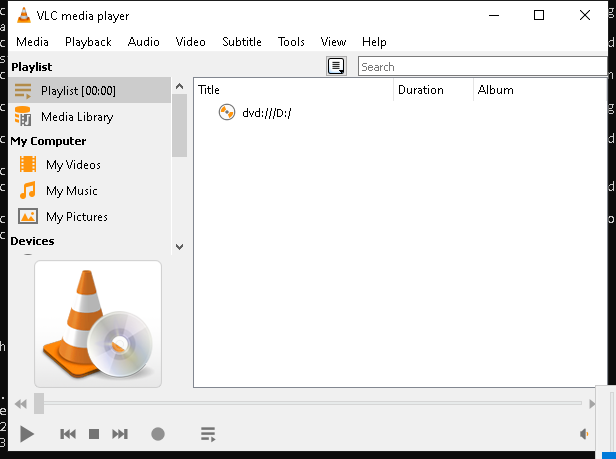 VLC media player
Media Playback Audio Video Subtitle Tools View Help
Playlist
Search
Playlist [00:00]
Media Library
My Computer
My Videos
My Music
My Pictures
Devices
Title Duration Album
dvd:///D:/